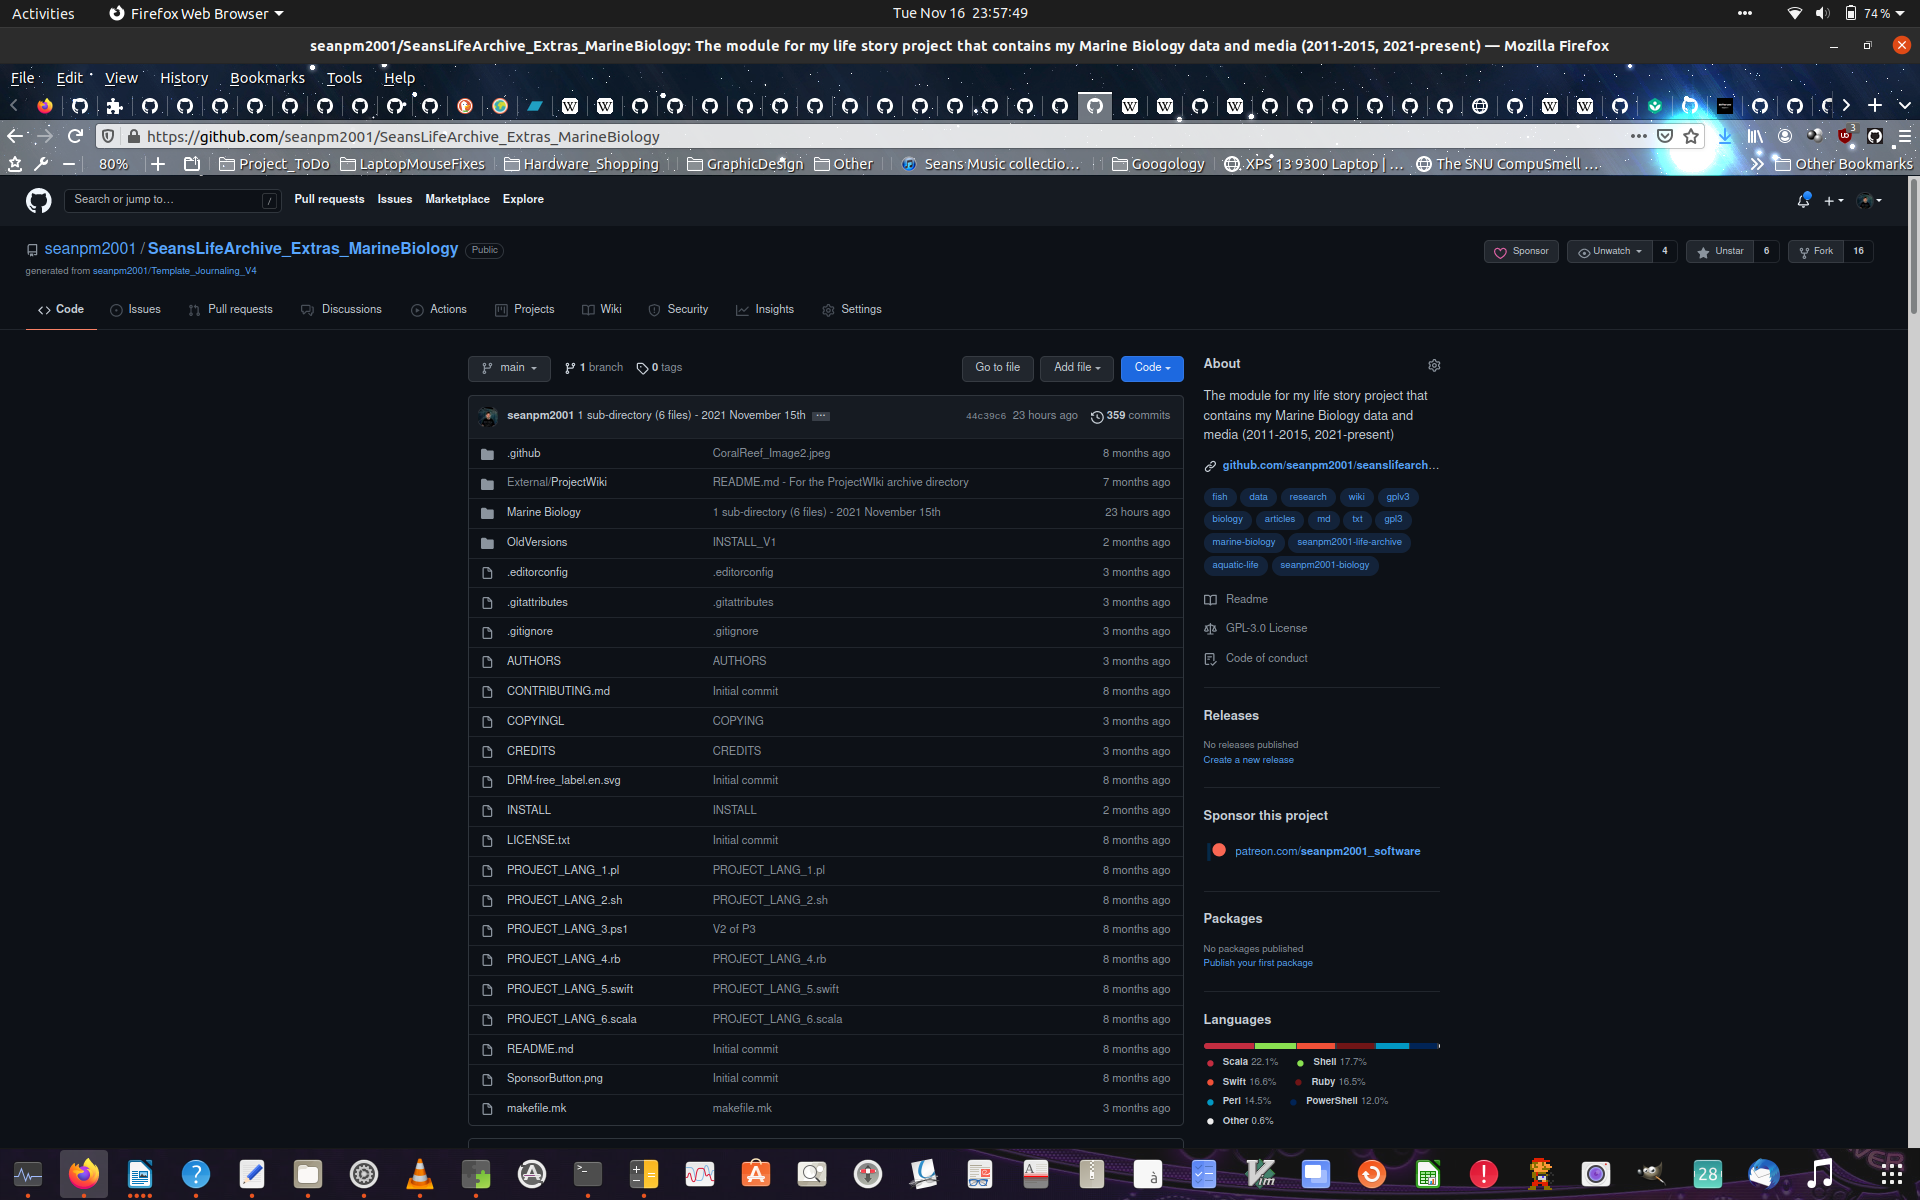 Activities Firefox Web Browser Tue Nov 16 23:57:49 74 %
seanpm2001/SeansLifeArchive_Extras_MarineBiology: The module for my life story project that contains my Marine Biology data and media (2011-2015, 2021-present) — Mozilla Firefox
File Edit View History Bookmarks Tools Help
https://github.com/seanpm2001/SeansLifeArchive_Extras_MarineBiology 3
80% Project_ToDo LaptopMouseFixes Hardware_Shopping GraphicDesign Other Seans Music collectio… Googology XPS 13 9300 Laptop | … The SNU CompuSmell … Other Bookmarks
Search or jump to… / Pull requests Issues Marketplace Explore
seanpm2001 / SeansLifeArchive_Extras_MarineBiology Public
Sponsor Unwatch 4 Unstar 6 Fork 16
generated from seanpm2001/Template_Journaling_V4
Code Issues Pull requests Discussions Actions Projects Wiki Security Insights Settings
main 1 branch 0 tags Go to file Add file Code
seanpm2001 1 sub-directory (6 files) - 2021 November 15th ... 44c39c6 23 hours ago 359 commits
.github CoralReef_Image2.jpeg 8 months ago
External/ProjectWiki README.md - For the ProjectWIki archive directory 7 months ago
Marine Biology 1 sub-directory (6 files) - 2021 November 15th 23 hours ago
OldVersions INSTALL_V1 2 months ago
.editorconfig .editorconfig 3 months ago
.gitattributes .gitattributes 3 months ago
.gitignore .gitignore 3 months ago
AUTHORS AUTHORS 3 months ago
CONTRIBUTING.md Initial commit 8 months ago
COPYINGL COPYING 3 months ago
CREDITS CREDITS 3 months ago
DRM-free_label.en.svg Initial commit 8 months ago
INSTALL INSTALL 2 months ago
LICENSE.txt Initial commit 8 months ago
PROJECT_LANG_1.pl PROJECT_LANG_1.pl 8 months ago
PROJECT_LANG_2.sh PROJECT_LANG_2.sh 8 months ago
PROJECT_LANG_3.ps1 V2 of P3 8 months ago
PROJECT_LANG_4.rb PROJECT_LANG_4.rb 8 months ago
PROJECT_LANG_5.swift PROJECT_LANG_5.swift 8 months ago
PROJECT_LANG_6.scala PROJECT_LANG_6.scala 8 months ago
README.md Initial commit 8 months ago
SponsorButton.png Initial commit 8 months ago
makefile.mk makefile.mk 3 months ago
About
The module for my life story project that
contains my Marine Biology data and
media (2011-2015, 2021-present)
github.com/seanpm2001/seanslifearch…
fish data research wiki gplv3
biology articles md txt gpl3
marine-biology seanpm2001-life-archive
aquatic-life seanpm2001-biology
Readme
GPL-3.0 License
Code of conduct
Releases
No releases published
Create a new release
Sponsor this project
patreon.com/seanpm2001_software
Packages
No packages published
Publish your first package
Languages
Scala 22.1% Shell 17.7%
Swift 16.6% Ruby 16.5%
Perl 14.5% PowerShell 12.0%
Other 0.6%
28